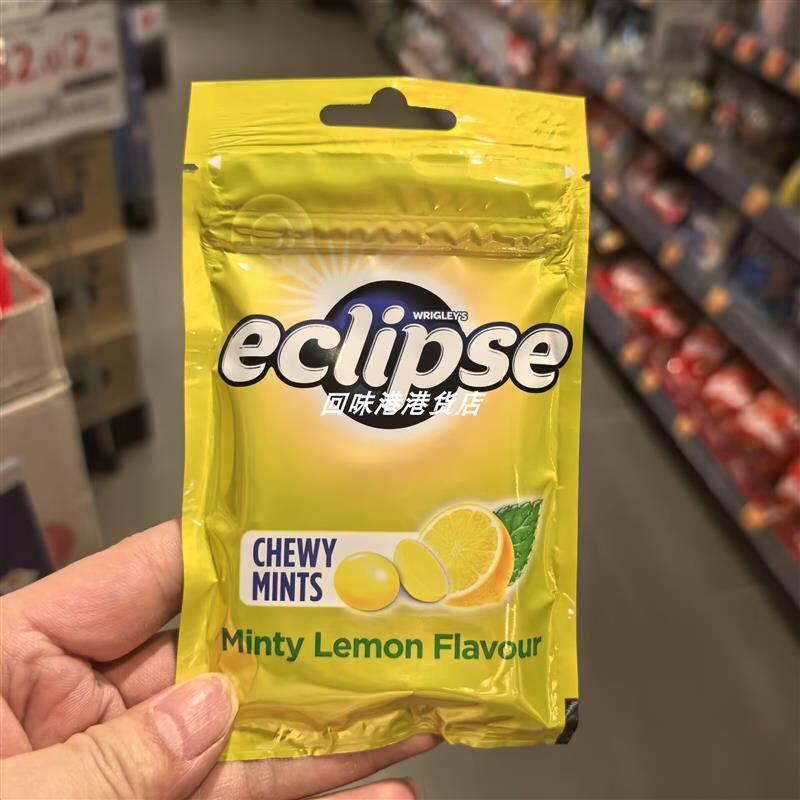 WRIGLEY'S
eclipse
回味港港货店
CHEWY
MINTS
Minty Lemon Flavour